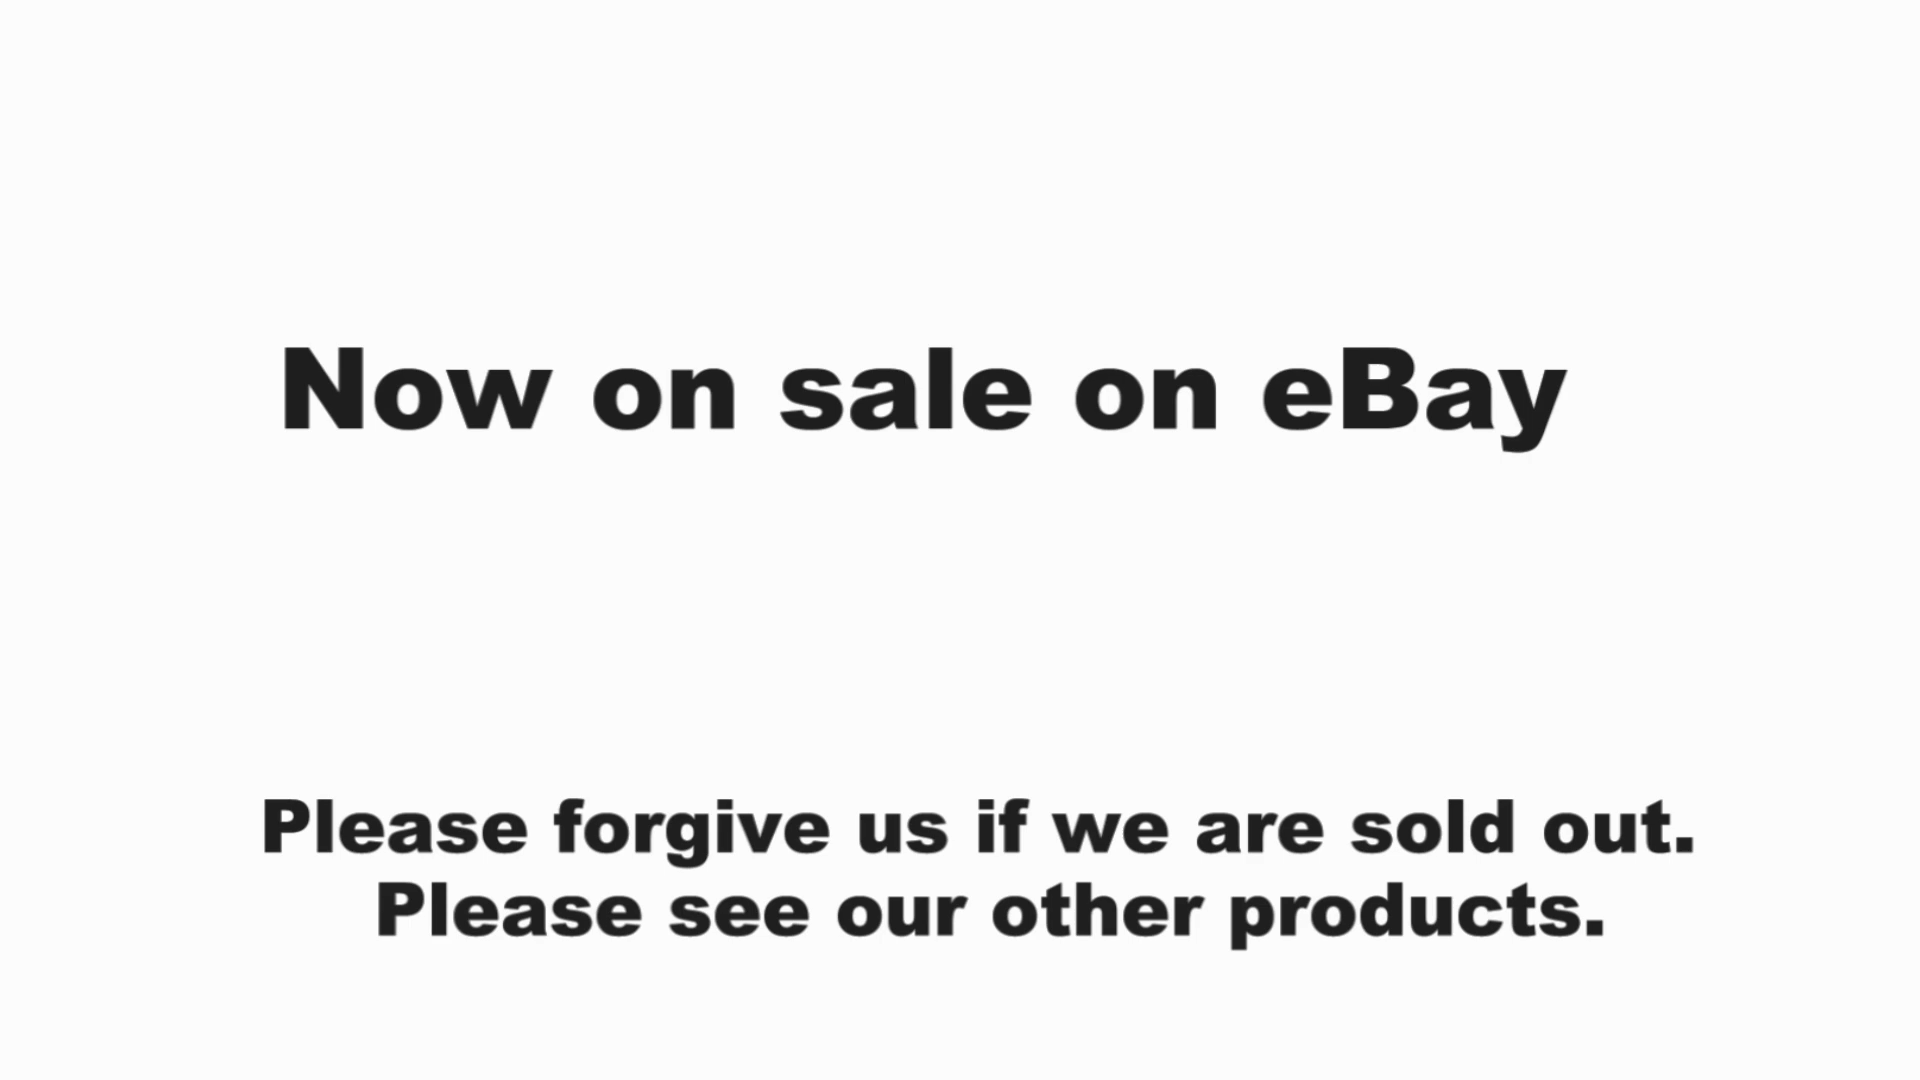 Now on sale on eBay
Please forgive us if we are sold out.
Please see our other products.